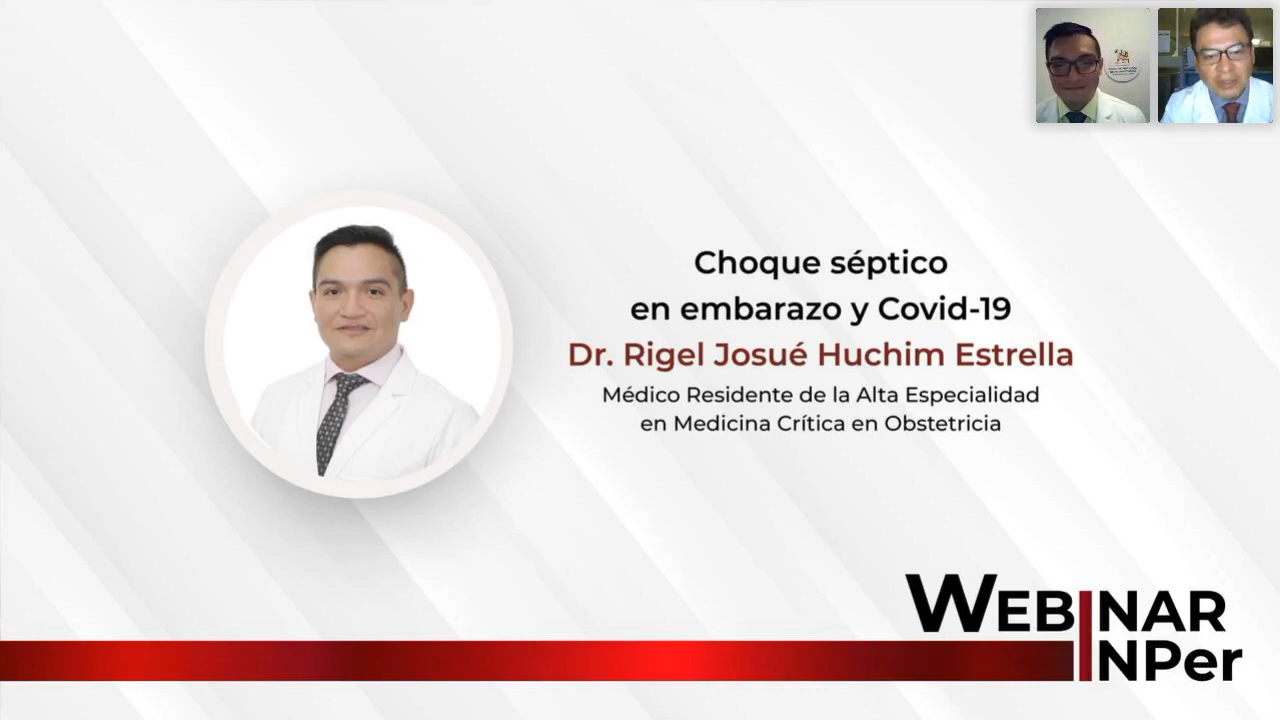 Choque séptico
en embarazo y Covid-19
Dr. Rigel Josué Huchim Estrella
Médico Residente de la Alta Especialidad
en Medicina Crítica en Obstetricia
WEBINAR
INPer